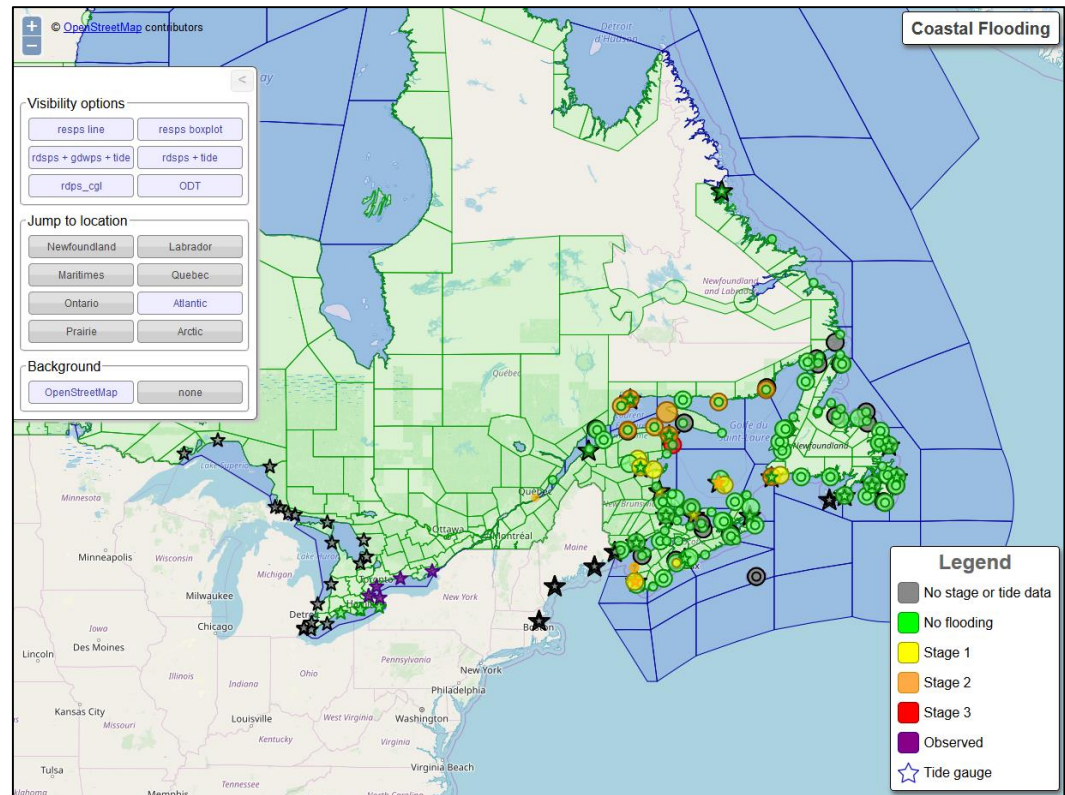 +
−
© OpenStreetMap contributors
Coastal Flooding
<
Visibility options
resps line
resps boxplot
rdsps + gdwps + tide
rdsps + tide
rdps_cgl
ODT
Jump to location
Newfoundland
Labrador
Maritimes
Quebec
Ontario
Atlantic
Prairie
Arctic
Background
OpenStreetMap
none
Détroit
d'Hudson
Newfoundland
and Labrador
Québec
Golfe du
Saint-Laurent
Newfoundland
Lake Superior
Minnesota
Québec
New Brunswick
Ottawa
Montréal
Maine
Minneapolis
Wisconsin
Lake Huron
Michigan
Toronto
New York
Milwaukee
Chicago
Boston
Iowa
Des Moines
Lincoln
Illinois
Indiana
Ohio
Pennsylvania
New York
Philadelphia
Kansas City
Missouri
Louisville
West Virginia
Washington
Kentucky
Virginia
Virginia Beach
Tulsa
Tennessee
Memphis
Legend
No stage or tide data
No flooding
Stage 1
Stage 2
Stage 3
Observed
Tide gauge